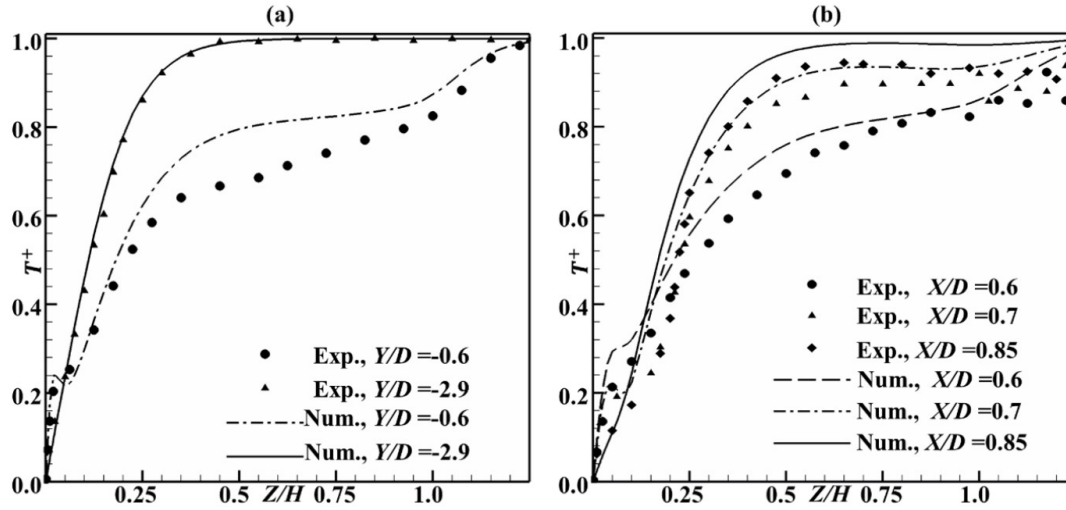 (a)
1.0
0.8
0.6
T+
0.4
0.2
0.0
0.25
0.5
Z/H
0.75
1.0
Exp., Y/D =-0.6
Exp., Y/D =-2.9
Num., Y/D =-0.6
Num., Y/D =-2.9
(b)
1.0
0.8
0.6
T+
0.4
0.2
0.0
0.25
0.5
Z/H
0.75
1.0
Exp., X/D =0.6
Exp., X/D =0.7
Exp., X/D =0.85
Num., X/D =0.6
Num., X/D =0.7
Num., X/D =0.85